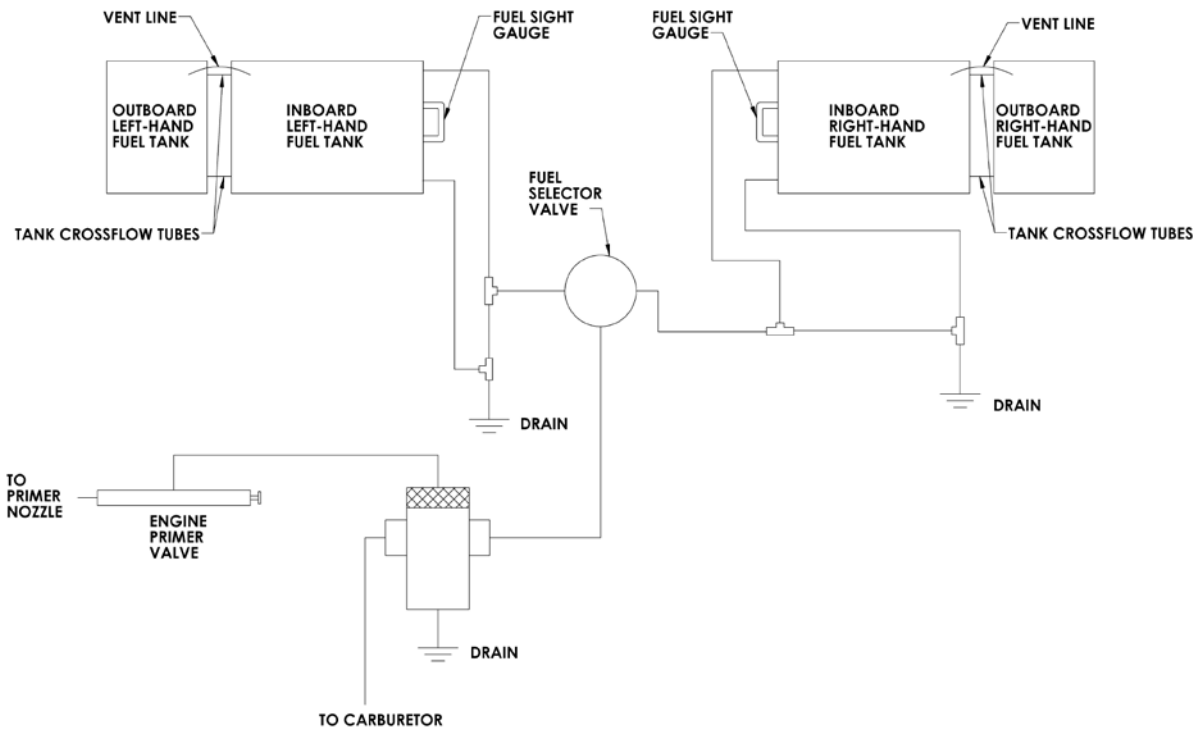 VENT LINE
FUEL SIGHT
GAUGE
FUEL SIGHT
GAUGE
VENT LINE
OUTBOARD
LEFT-HAND
FUEL TANK
INBOARD
LEFT-HAND
FUEL TANK
INBOARD
RIGHT-HAND
FUEL TANK
OUTBOARD
RIGHT-HAND
FUEL TANK
FUEL
SELECTOR
VALVE
TANK CROSSFLOW TUBES
TANK CROSSFLOW TUBES
DRAIN
DRAIN
TO
PRIMER
NOZZLE
ENGINE
PRIMER
VALVE
DRAIN
TO CARBURETOR